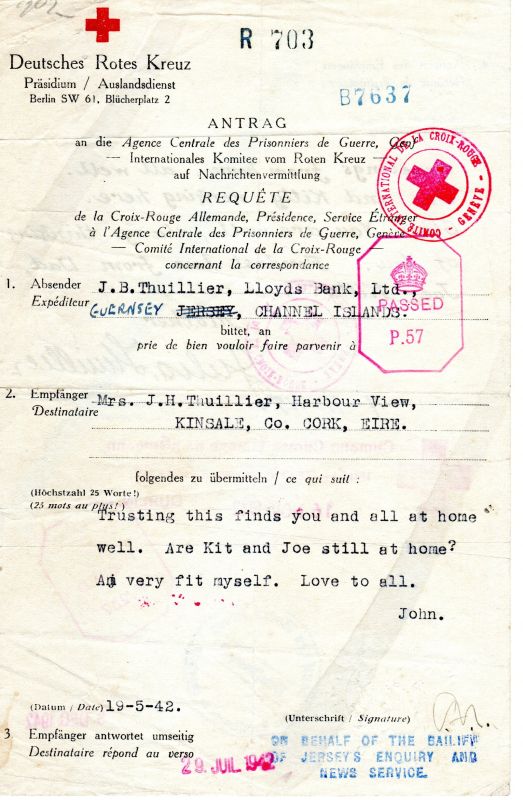 R 703
Deutsches Rotes Kreuz
Präsidium / Auslandsdienst
Berlin SW 61, Blücherplatz 2
B7637
ANTRAG
an die Agence Centrale des Prisonniers de Guerre, Genf
— Internationales Komitee vom Roten Kreuz —
auf Nachrichtenvermittlung
REQUÊTE
de la Croix-Rouge Allemande, Présidence, Service Étranger
à l'Agence Centrale des Prisonniers de Guerre, Genève
— Comité International de la Croix-Rouge
concernant la correspondance
COMITÉ INTERNATIONAL DE LA CROIX-ROUGE - GENÈVE -
1. Absender J.B.Thuillier, Lloyds Bank, Ltd.,
Expéditeur GUERNSEY JERSEY, CHANNEL ISLANDS.
PASSED
P.57
bittet, an
prie de bien vouloir faire parvenir à
2. Empfänger Mrs. J.H.Thuillier, Harbour View,
Destinataire KINSALE, Co. CORK, EIRE.
folgendes zu übermitteln / ce qui suit :
(Höchstzahl 25 Worte!)
(25 mots au plus!)
Trusting this finds you and all at home
well. Are Kit and Joe still at home?
Am very fit myself. Love to all.
John.
(Datum / Date) 19-5-42.
(Unterschrift / Signature)
3 Empfänger antwortet umseitig
Destinataire répond au verso
29 JUIL 1942
ON BEHALF OF THE BAILIFF
OF JERSEY'S ENQUIRY AND
NEWS SERVICE.